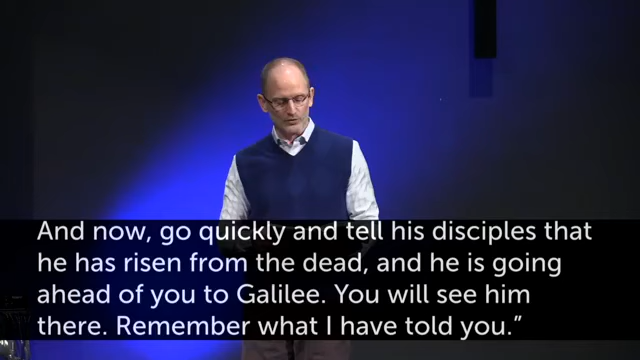 And now, go quickly and tell his disciples that
he has risen from the dead, and he is going
ahead of you to Galilee. You will see him
there. Remember what I have told you.”